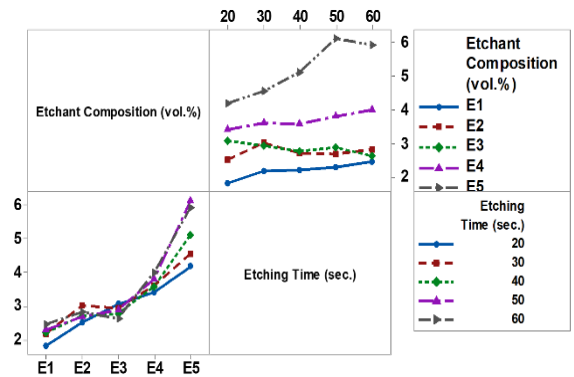 20 30 40 50 60
Etchant Composition (vol.%)
6
5
4
3
2
Etchant
Composition
(vol.%)
E1
E2
E3
E4
E5
6
5
4
3
2
Etching Time (sec.)
Etching
Time (sec.)
20
30
40
50
60
E1 E2 E3 E4 E5